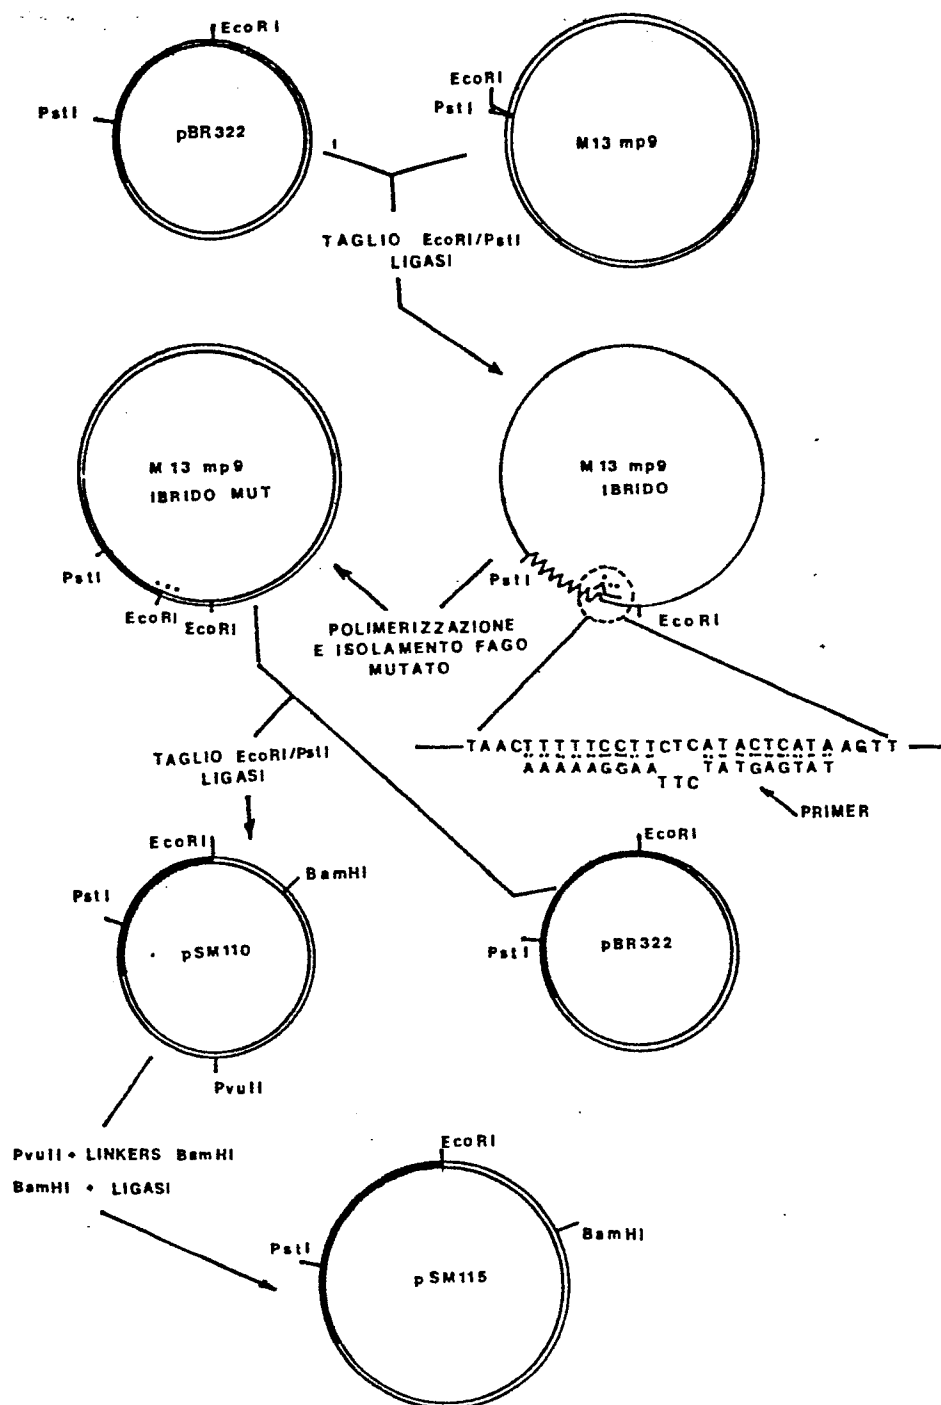 EcoRI
PstI
pBR322
EcoRI
PstI
M13 mp9
TAGLIO EcoRI/PstI
LIGASI
M13 mp9
IBRIDO MUT
PstI
EcoRI
EcoRI
M13 mp9
IBRIDO
PstI
EcoRI
POLIMERIZZAZIONE
E ISOLAMENTO FAGO
MUTATO
TAGLIO EcoRI/PstI
LIGASI
TAACTTTTTCCTTCTCATACTCATAAGTT
AAAAAGGAA TATGAGTAT
TTC
PRIMER
EcoRI
BamHI
PstI
pSM110
PvuII
EcoRI
PstI
pBR322
PvuII + LINKERS BamHI
BamHI + LIGASI
EcoRI
BamHI
PstI
pSM115